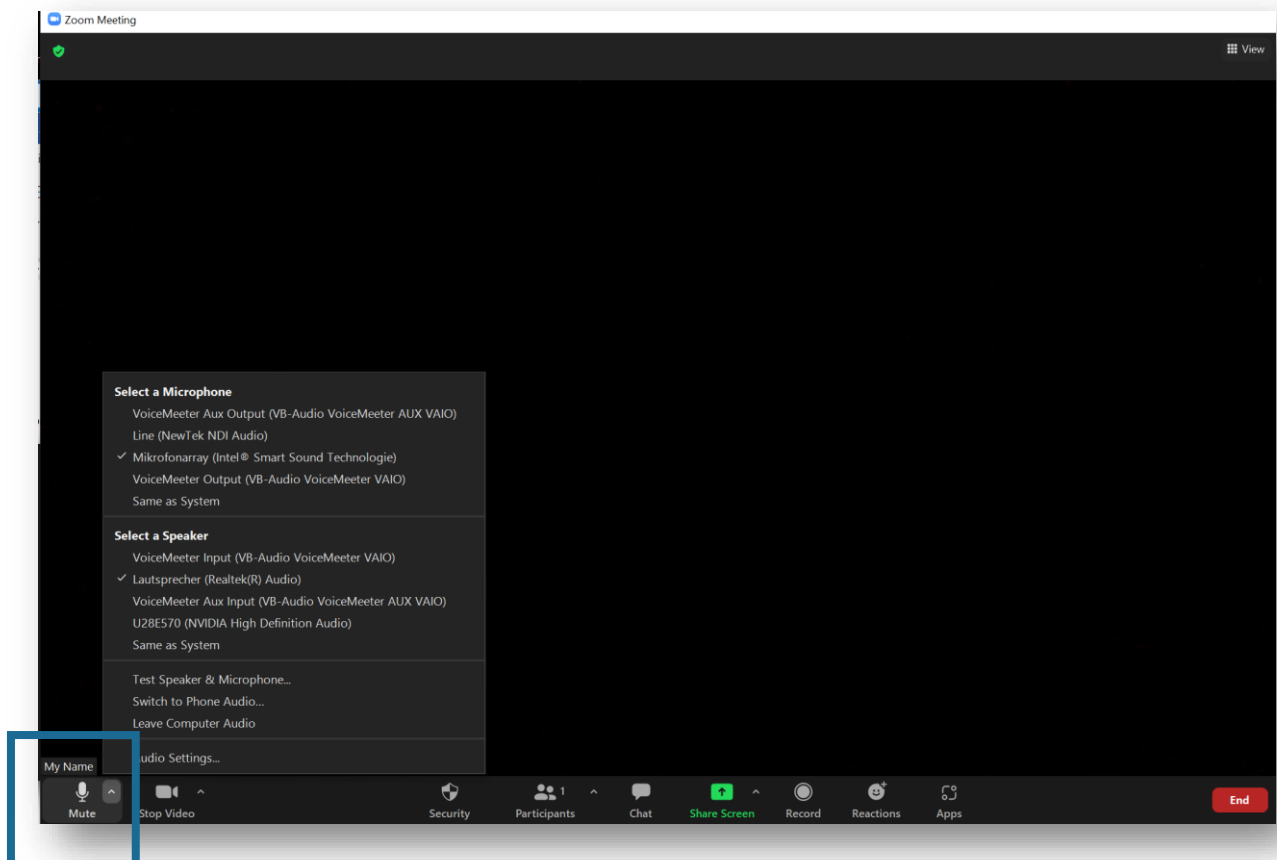 Zoom Meeting
View
Select a Microphone
VoiceMeeter Aux Output (VB-Audio VoiceMeeter AUX VAIO)
Line (NewTek NDI Audio)
Mikrofonarray (Intel® Smart Sound Technologie)
VoiceMeeter Output (VB-Audio VoiceMeeter VAIO)
Same as System
Select a Speaker
VoiceMeeter Input (VB-Audio VoiceMeeter VAIO)
Lautsprecher (Realtek(R) Audio)
VoiceMeeter Aux Input (VB-Audio VoiceMeeter AUX VAIO)
U28E570 (NVIDIA High Definition Audio)
Same as System
Test Speaker & Microphone...
Switch to Phone Audio...
Leave Computer Audio
udio Settings...
My Name
Mute
Stop Video
Security
Participants 1
Chat
Share Screen
Record
Reactions
Apps
End